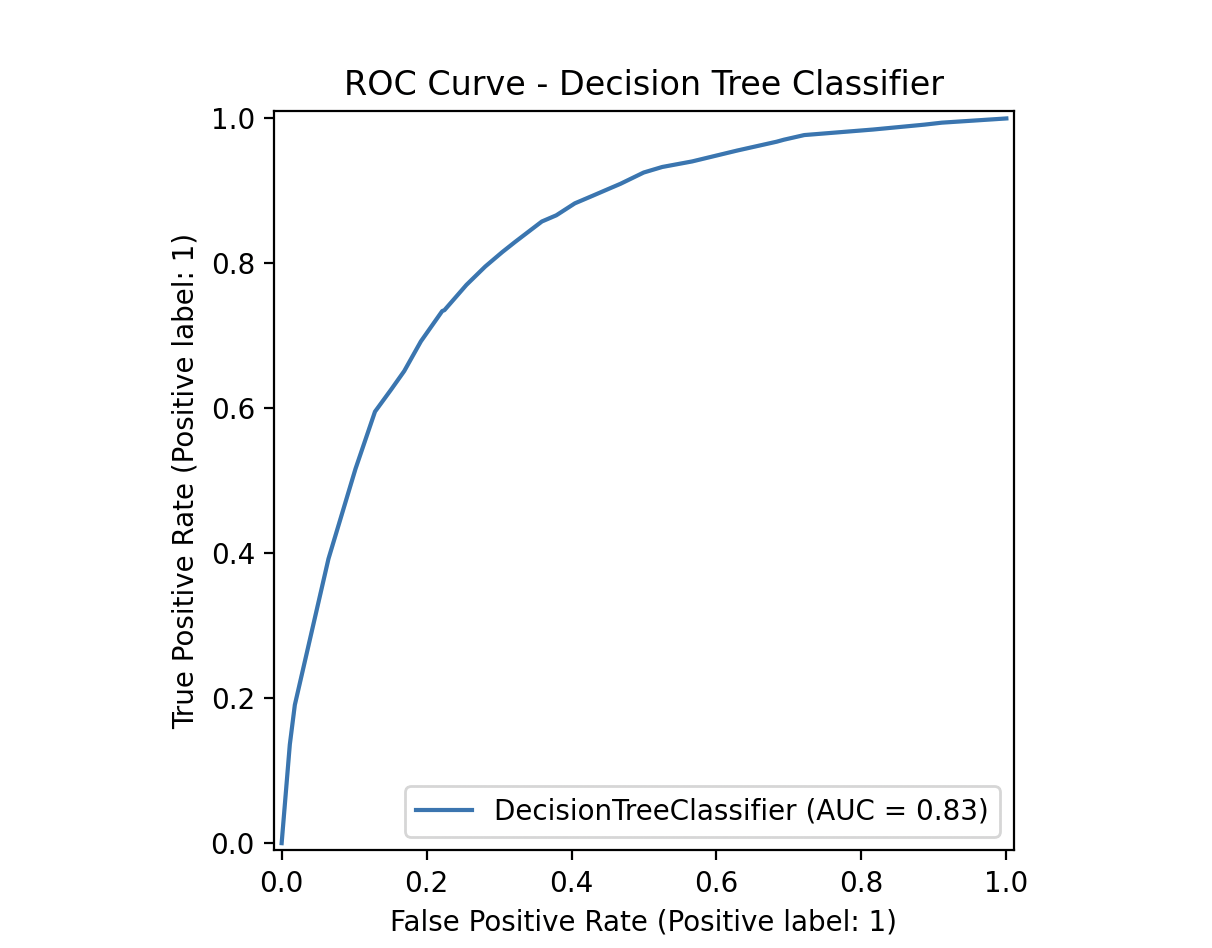 ROC Curve - Decision Tree Classifier
True Positive Rate (Positive label: 1)
1.0
0.8
0.6
0.4
0.2
0.0
DecisionTreeClassifier (AUC = 0.83)
0.0 0.2 0.4 0.6 0.8 1.0
False Positive Rate (Positive label: 1)